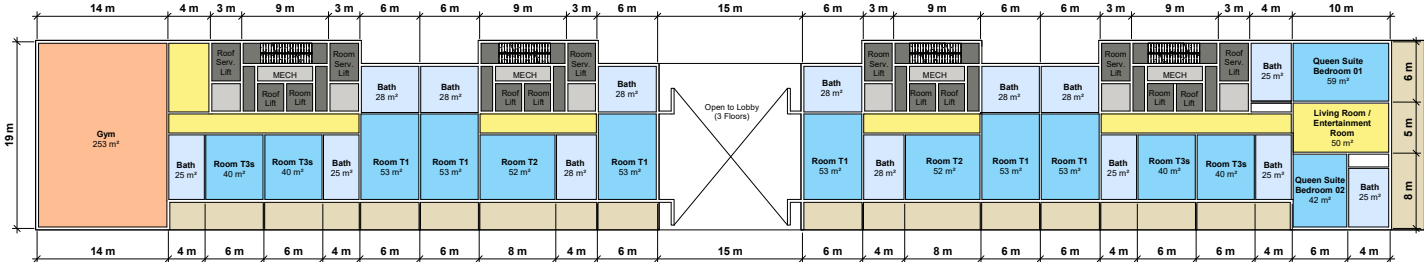 14 m 4 m 3 m 9 m 3 m 6 m 6 m 9 m 3 m 6 m 15 m 6 m 3 m 9 m 6 m 6 m 3 m 9 m 3 m 4 m 10 m
19 m
Gym
253 m²
Roof
Serv.
Lift
MECH
Roof
Lift
Room
Lift
Room
Serv.
Lift
Bath
25 m²
Room T3s
40 m²
Room T3s
40 m²
Bath
25 m²
Bath
28 m²
Bath
28 m²
Room T1
53 m²
Room T1
53 m²
MECH
Roof
Lift
Room
Lift
Room
Serv.
Lift
Room T2
52 m²
Bath
28 m²
Bath
28 m²
Room T1
53 m²
Open to Lobby
(3 Floors)
Bath
28 m²
Room T1
53 m²
Room
Serv.
Lift
MECH
Room
Lift
Roof
Lift
Bath
28 m²
Room T2
52 m²
Bath
28 m²
Bath
28 m²
Room T1
53 m²
Room T1
53 m²
Room
Serv.
Lift
MECH
Room
Lift
Roof
Lift
Roof
Serv.
Lift
Bath
25 m²
Room T3s
40 m²
Room T3s
40 m²
Bath
25 m²
Bath
25 m²
Queen Suite
Bedroom 01
59 m²
Living Room /
Entertainment
Room
50 m²
Queen Suite
Bedroom 02
42 m²
Bath
25 m²
6 m
5 m
8 m
14 m 4 m 6 m 6 m 4 m 6 m 6 m 8 m 4 m 6 m 15 m 6 m 4 m 8 m 6 m 6 m 4 m 6 m 6 m 4 m 6 m 4 m